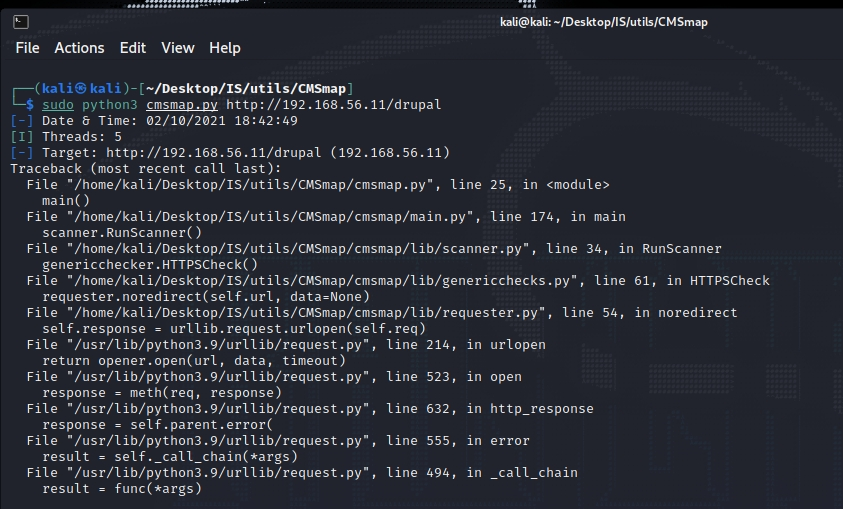 kali@kali: ~/Desktop/IS/utils/CMSmap
File Actions Edit View Help
┌──(kali㉿kali)-[~/Desktop/IS/utils/CMSmap]
└─$ sudo python3 cmsmap.py http://192.168.56.11/drupal
[-] Date & Time: 02/10/2021 18:42:49
[I] Threads: 5
[-] Target: http://192.168.56.11/drupal (192.168.56.11)
Traceback (most recent call last):
  File "/home/kali/Desktop/IS/utils/CMSmap/cmsmap.py", line 25, in <module>
    main()
  File "/home/kali/Desktop/IS/utils/CMSmap/cmsmap/main.py", line 174, in main
    scanner.RunScanner()
  File "/home/kali/Desktop/IS/utils/CMSmap/cmsmap/lib/scanner.py", line 34, in RunScanner
    genericchecker.HTTPSCheck()
  File "/home/kali/Desktop/IS/utils/CMSmap/cmsmap/lib/genericchecks.py", line 61, in HTTPSCheck
    requester.noredirect(self.url, data=None)
  File "/home/kali/Desktop/IS/utils/CMSmap/cmsmap/lib/requester.py", line 54, in noredirect
    self.response = urllib.request.urlopen(self.req)
  File "/usr/lib/python3.9/urllib/request.py", line 214, in urlopen
    return opener.open(url, data, timeout)
  File "/usr/lib/python3.9/urllib/request.py", line 523, in open
    response = meth(req, response)
  File "/usr/lib/python3.9/urllib/request.py", line 632, in http_response
    response = self.parent.error(
  File "/usr/lib/python3.9/urllib/request.py", line 555, in error
    result = self._call_chain(*args)
  File "/usr/lib/python3.9/urllib/request.py", line 494, in _call_chain
    result = func(*args)